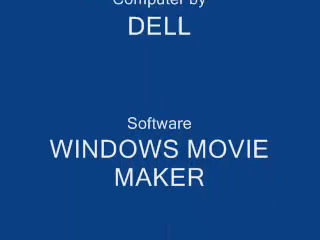 Computer by
DELL
Software
WINDOWS MOVIE
MAKER